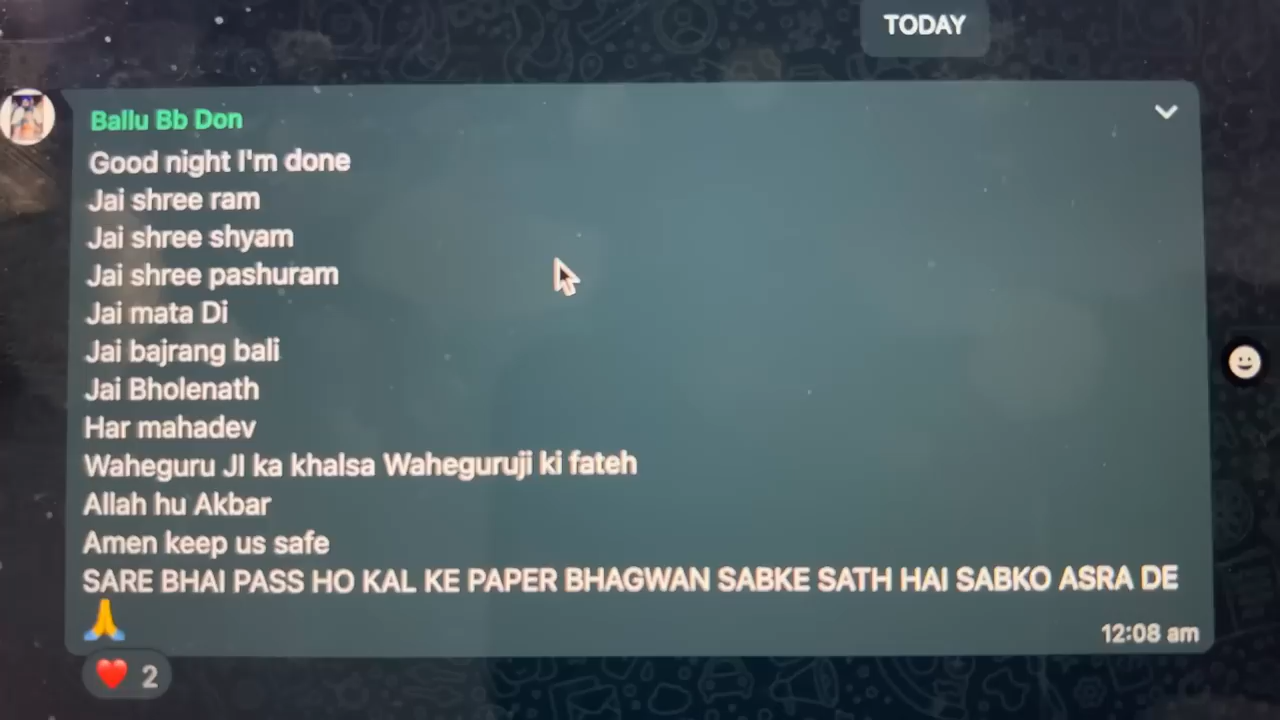 TODAY
Ballu Bb Don
Good night I'm done
Jai shree ram
Jai shree shyam
Jai shree pashuram
Jai mata Di
Jai bajrang bali
Jai Bholenath
Har mahadev
Waheguru JI ka khalsa Waheguruji ki fateh
Allah hu Akbar
Amen keep us safe
SARE BHAI PASS HO KAL KE PAPER BHAGWAN SABKE SATH HAI SABKO ASRA DE
🙏
12:08 am
❤️ 2